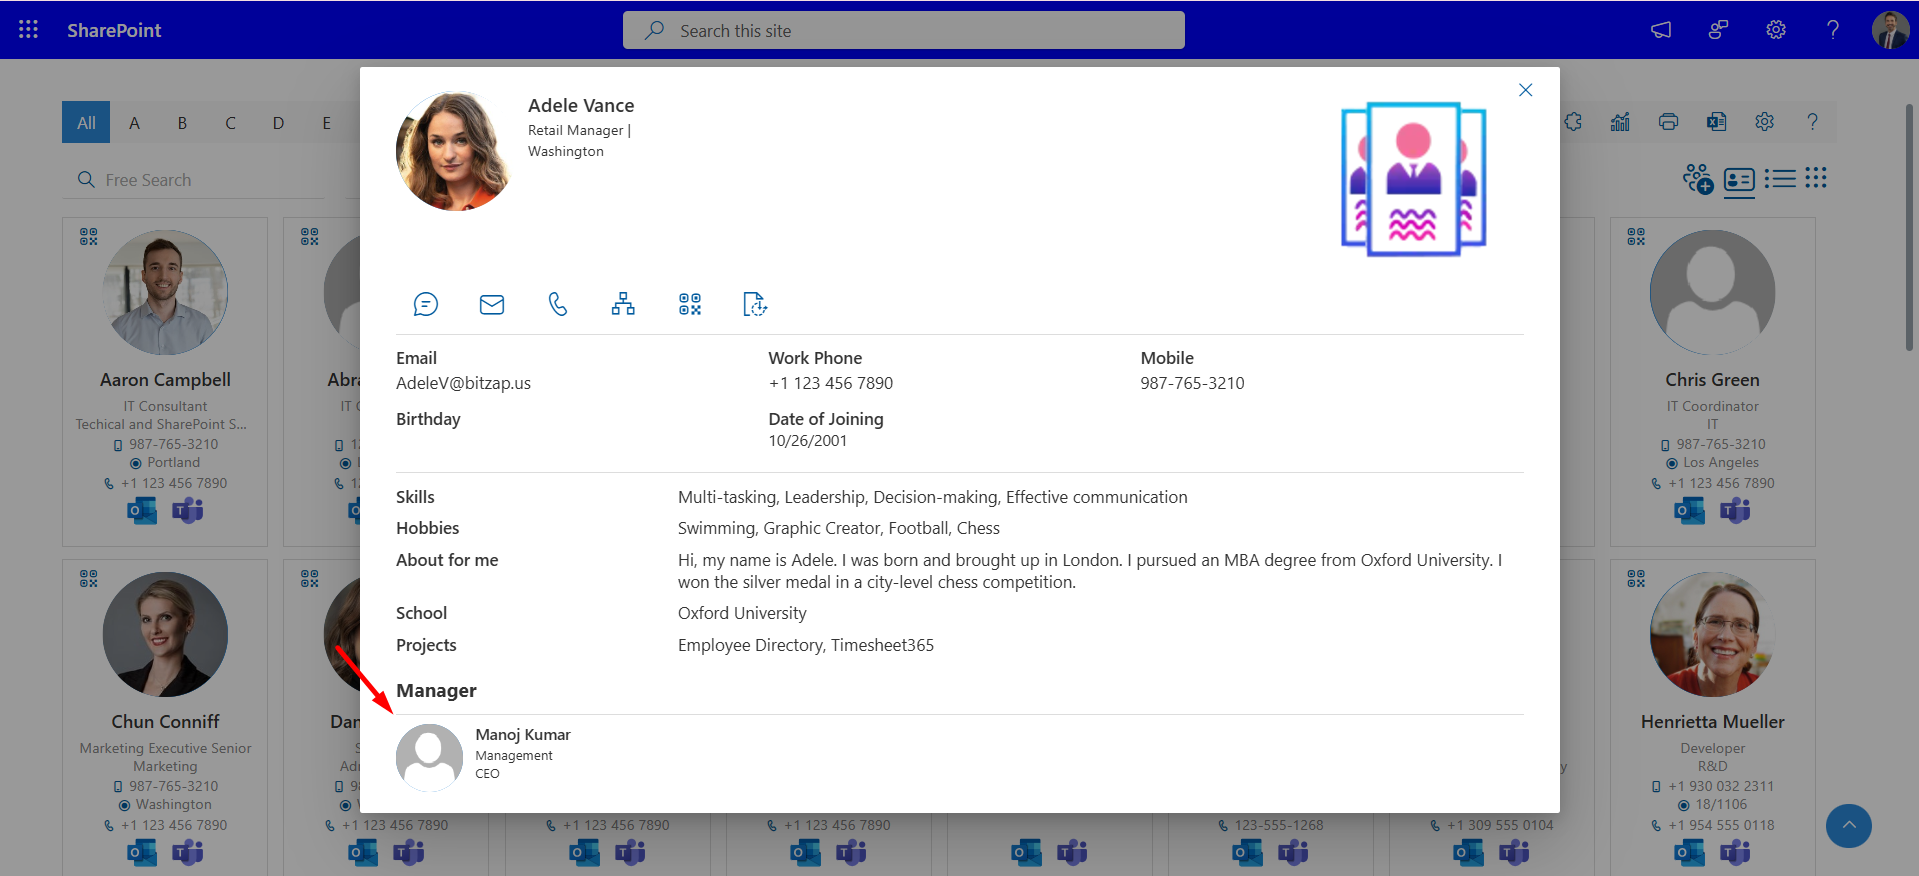 SharePoint
Search this site
All A B C D E
Free Search
Adele Vance
Retail Manager |
Washington
Email
AdeleV@bitzap.us
Work Phone
+1 123 456 7890
Mobile
987-765-3210
Birthday
Date of Joining
10/26/2001
Skills
Multi-tasking, Leadership, Decision-making, Effective communication
Hobbies
Swimming, Graphic Creator, Football, Chess
About for me
Hi, my name is Adele. I was born and brought up in London. I pursued an MBA degree from Oxford University. I
won the silver medal in a city-level chess competition.
School
Oxford University
Projects
Employee Directory, Timesheet365
Manager
Manoj Kumar
Management
CEO
Aaron Campbell
IT Consultant
Techical and SharePoint S...
987-765-3210
Portland
+1 123 456 7890
Abra
IT C
12
+
12
Chris Green
IT Coordinator
IT
987-765-3210
Los Angeles
+1 123 456 7890
Chun Conniff
Marketing Executive Senior
Marketing
987-765-3210
Washington
+1 123 456 7890
Dan
S
Adr
98
+1 123 456 7890
+1 123 456 7890
+1 123 456 7890
123-555-1268
y
+1 309 555 0104
Henrietta Mueller
Developer
R&D
+1 930 032 2311
18/1106
+1 954 555 0118